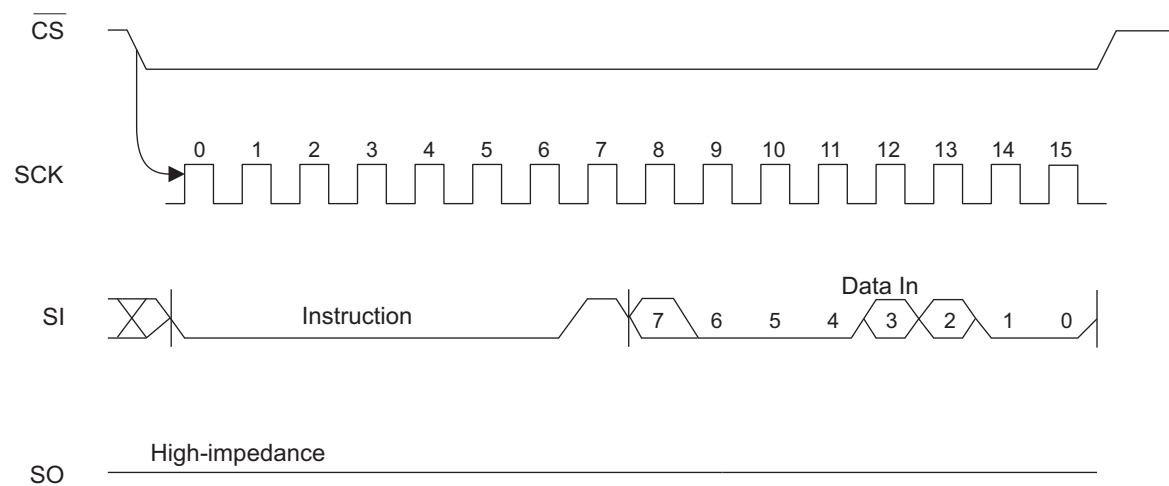 CS
0 1 2 3 4 5 6 7 8 9 10 11 12 13 14 15
SCK
Data In
SI
Instruction
7 6 5 4 3 2 1 0
High-impedance
SO